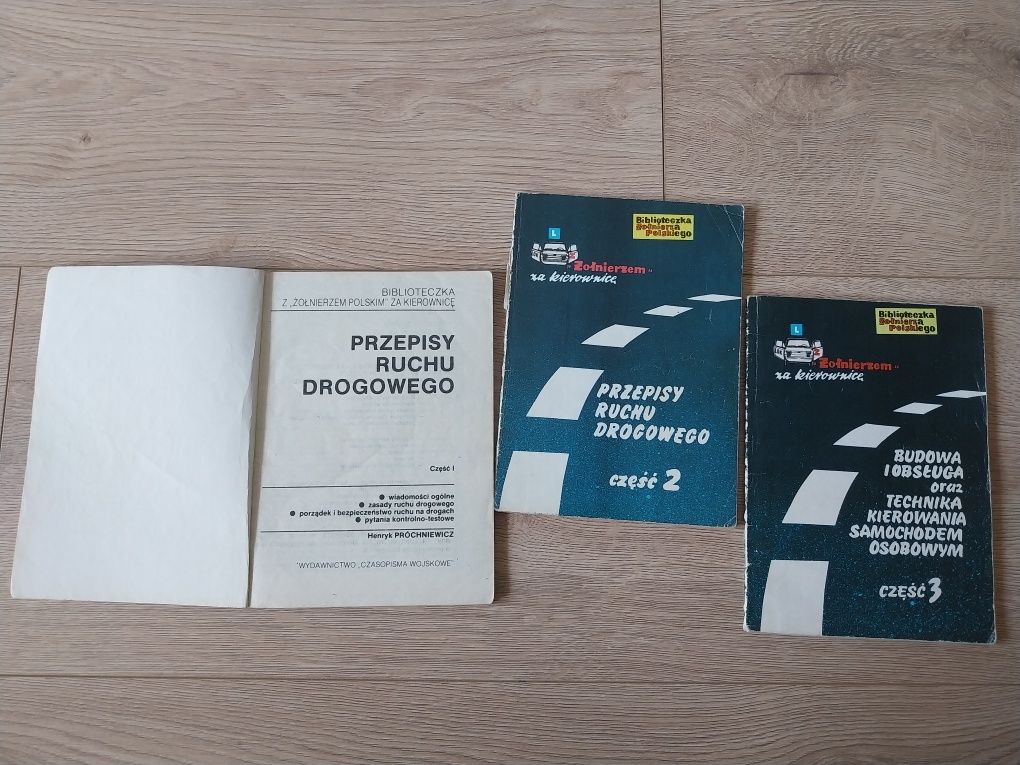 BIBLIOTECZKA
Z „ŻOŁNIERZEM POLSKIM" ZA KIEROWNICĘ
PRZEPISY
RUCHU
DROGOWEGO
Część I
● wiadomości ogólne
● zasady ruchu drogowego
● porządek i bezpieczeństwo ruchu na drogach
● pytania kontrolno-testowe
Henryk PRÓCHNIEWICZ
WYDAWNICTWO „CZASOPISMA WOJSKOWE"
Biblioteczka
Żołnierza
Polskiego
L
Z
"Żołnierzem"
za kierownicę
PRZEPISY
RUCHU
DROGOWEGO
CZĘŚĆ 2
Biblioteczka
Żołnierza
Polskiego
L
Z
"Żołnierzem"
za kierownicę
BUDOWA
I OBSŁUGA
oraz
TECHNIKA
KIEROWANIA
SAMOCHODEM
OSOBOWYM
CZĘŚĆ 3